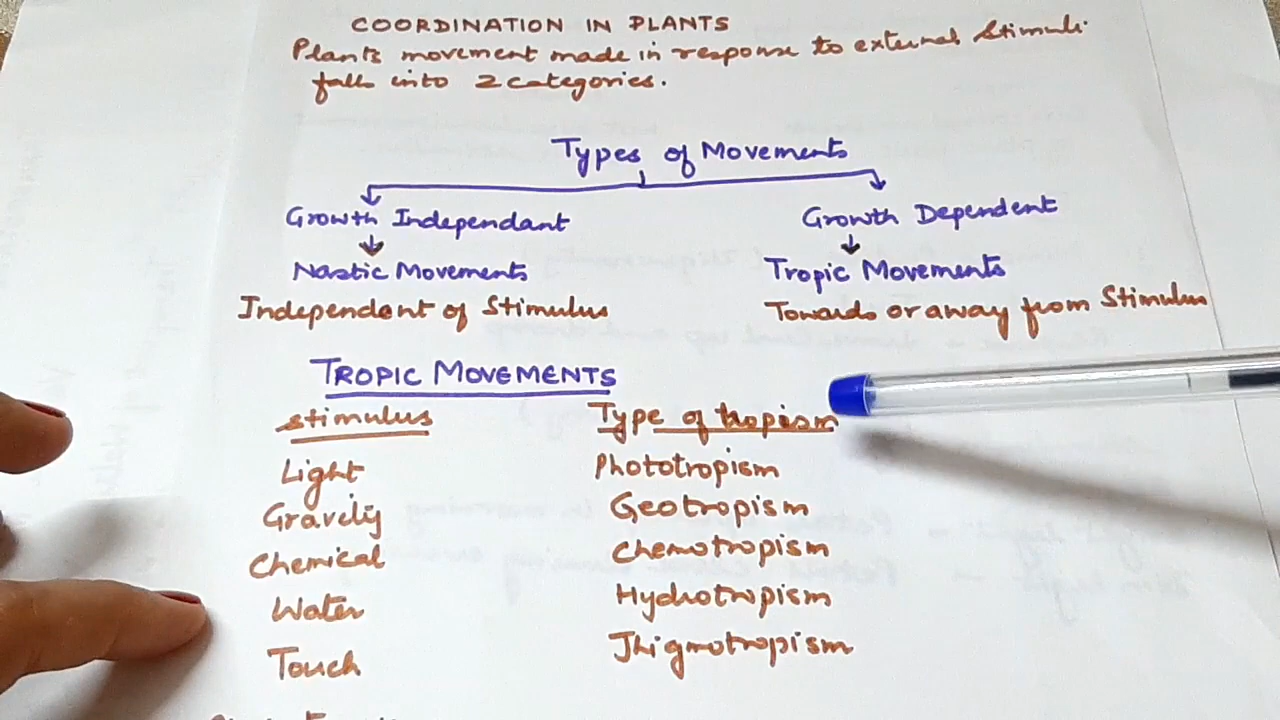 COORDINATION IN PLANTS
Plants movement made in response to external stimuli
falls into 2 categories.
Types of Movements
Growth Independant Growth Dependent
Nastic Movements Tropic Movements
Independent of Stimulus Towards or away from Stimulus
TROPIC MOVEMENTS
stimulus Type of tropism
Light Phototropism
Gravity Geotropism
Chemical Chemotropism
Water Hydrotropism
Touch Thigmotropism